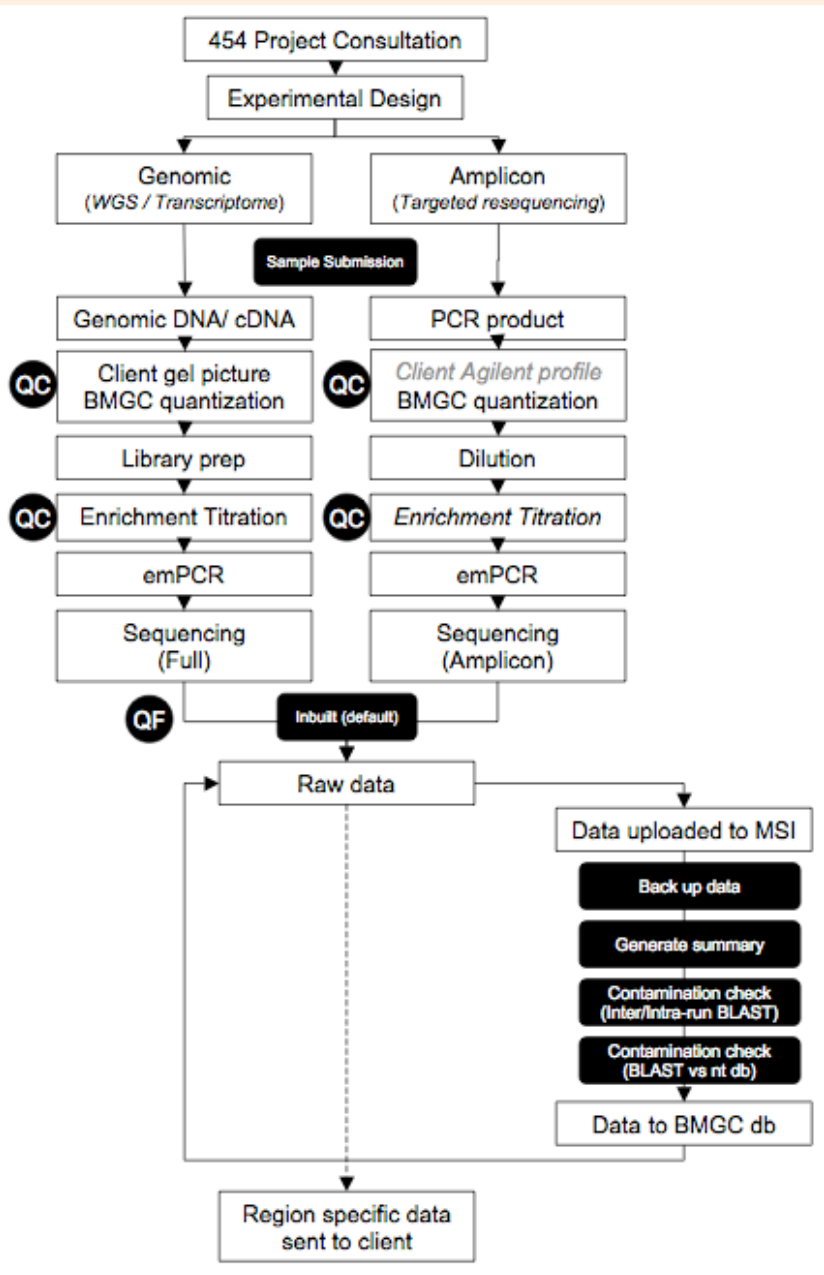 454 Project Consultation
Experimental Design
Genomic
(WGS / Transcriptome)
Amplicon
(Targeted resequencing)
Sample Submission
Genomic DNA/ cDNA
PCR product
QC
Client gel picture
BMGC quantization
QC
Client Agilent profile
BMGC quantization
Library prep
Dilution
QC
Enrichment Titration
QC
Enrichment Titration
emPCR
emPCR
Sequencing
(Full)
Sequencing
(Amplicon)
QF
Inbuilt (default)
Raw data
Data uploaded to MSI
Back up data
Generate summary
Contamination check
(Inter/Intra-run BLAST)
Contamination check
(BLAST vs nt db)
Data to BMGC db
Region specific data
sent to client